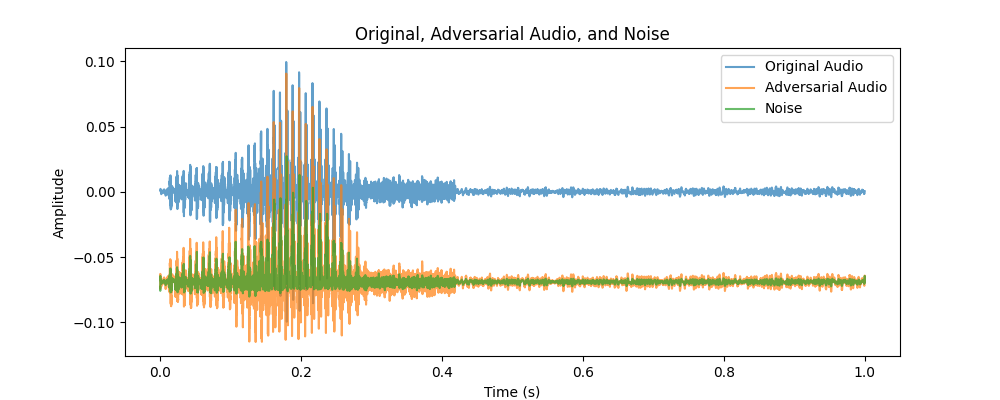 Original, Adversarial Audio, and Noise
Original Audio
Adversarial Audio
Noise
0.10
0.05
0.00
−0.05
−0.10
Amplitude
0.0
0.2
0.4
0.6
0.8
1.0
Time (s)